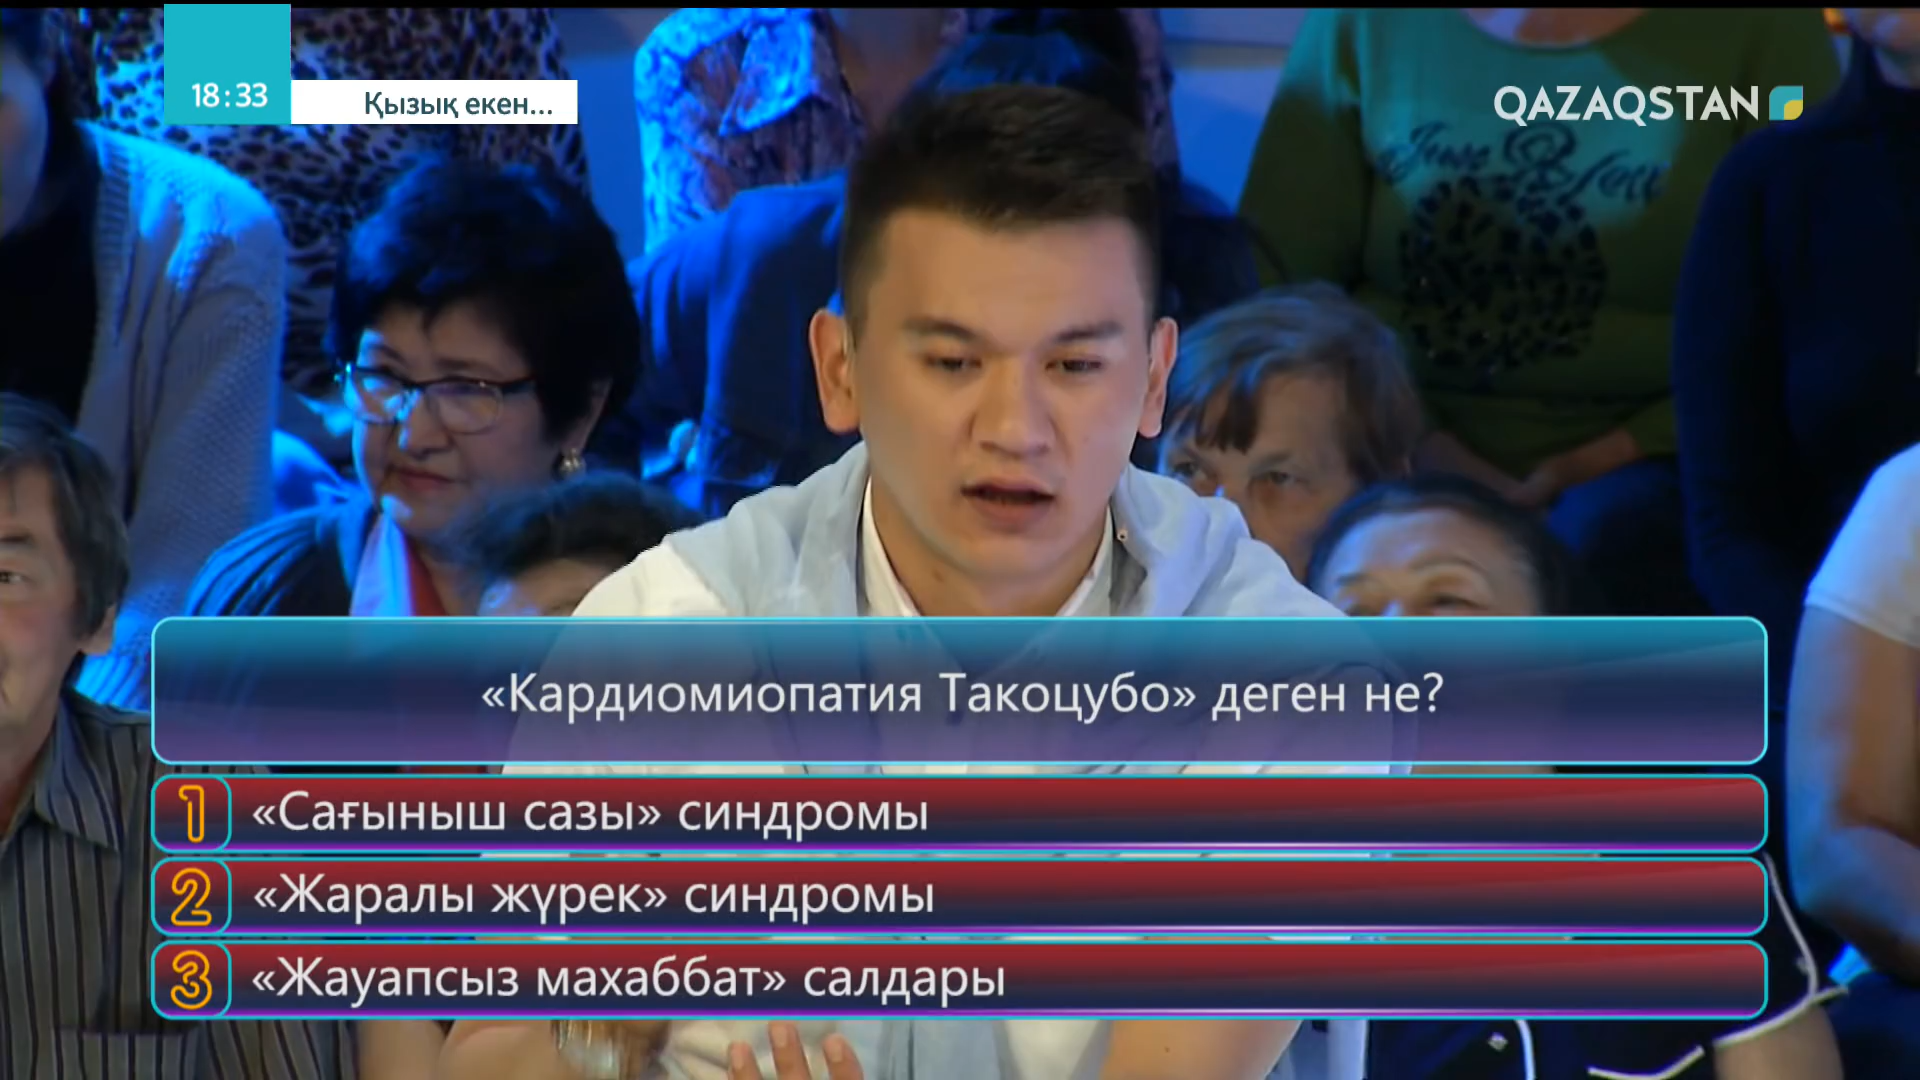 18:33
Қызық екен...
QAZAQSTAN
«Кардиомиопатия Такоцубо» деген не?
1 «Сағыныш сазы» синдромы
2 «Жаралы жүрек» синдромы
3 «Жауапсыз махаббат» салдары